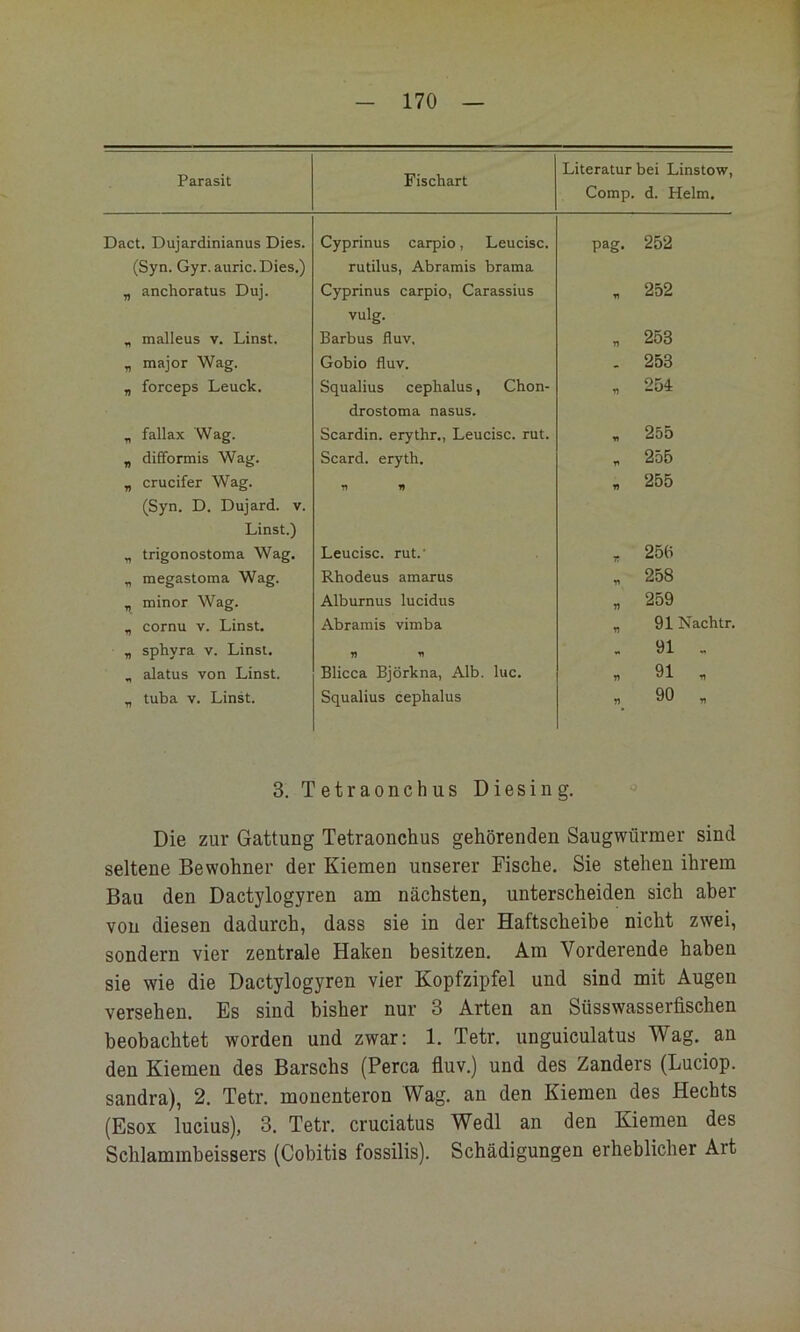 — 170 —
Parasit Fischart Literatur bei Linstow,
Comp. d. Helm.
Dact. Dujardinianus Dies. Cyprinus carpio, Leucisc. pag. 252
(Syn. Gyr. auric. Dies.) rutilus, Abramis brama
„ anchoratus Duj. Cyprinus carpio, Carassius „ 252
vulg.
„ malleus v. Linst. Barbus fluv. „ 253
„ major Wag. Gobio fluv. „ 253
„ forceps Leuck. Squalius cephalus, Chon- „ 254
drostoma nasus.
„ fallax Wag. Scardin. erythr., Leucisc. rut. „ 255
„ difformis Wag. Scard. eryth. „ 255
„ crucifer Wag. „ „ „ 255
(Syn. D. Dujard. v.
Linst.)
„ trigonostoma Wag. Leucisc. rut. „ 256
„ megastoma Wag. Rhodeus amarus „ 258
„ minor Wag. Alburnus lucidus „ 259
„ cornu v. Linst. Abramis vimba „ 91 Nachtr.
„ sphyra v. Linst. „ „ „ 91 „
„ alatus von Linst. Blicca Björkna, Alb. luc. „ 91 „
„ tuba v. Linst. Squalius cephalus „ 90 „
3. Tetraonchus Diesing.
Die zur Gattung Tetraonchus gehörenden Saugwürmer sind
seltene Bewohner der Kiemen unserer Fische. Sie stehen ihrem
Bau den Dactylogyren am nächsten, unterscheiden sich aber
von diesen dadurch, dass sie in der Haftscheibe nicht zwei,
sondern vier zentrale Haken besitzen. Am Vorderende haben
sie wie die Dactylogyren vier Kopfzipfel und sind mit Augen
versehen. Es sind bisher nur 3 Arten an Süsswasserfischen
beobachtet worden und zwar: 1. Tetr. unguiculatus Wag. an
den Kiemen des Barschs (Perca fluv.) und des Zanders (Luciop.
sandra), 2. Tetr. monenteron Wag. an den Kiemen des Hechts
(Esox lucius), 3. Tetr. cruciatus Wedl an den Kiemen des
Schlammbeissers (Cobitis fossilis). Schädigungen erheblicher Art